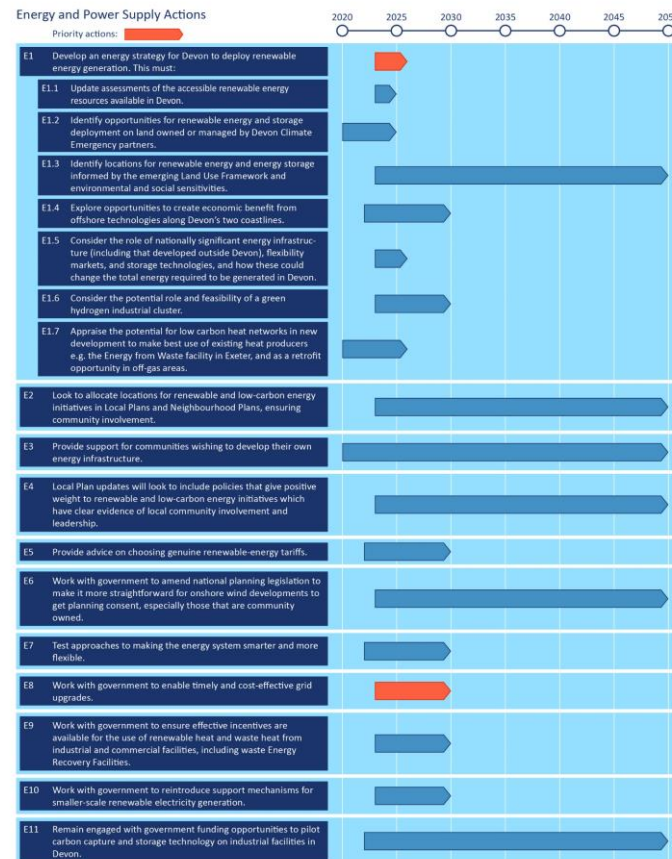 Energy and Power Supply Actions
Priority actions:
2020 2025 2030 2035 2040 2045 205
E1 Develop an energy strategy for Devon to deploy renewable
energy generation. This must:
E1.1 Update assessments of the accessible renewable energy
resources available in Devon.
E1.2 Identify opportunities for renewable energy and storage
deployment on land owned or managed by Devon Climate
Emergency partners.
E1.3 Identify locations for renewable energy and energy storage
informed by the emerging Land Use Framework and
environmental and social sensitivities.
E1.4 Explore opportunities to create economic benefit from
offshore technologies along Devon's two coastlines.
E1.5 Consider the role of nationally significant energy infrastruc-
ture (including that developed outside Devon), flexibility
markets, and storage technologies, and how these could
change the total energy required to be generated in Devon.
E1.6 Consider the potential role and feasibility of a green
hydrogen industrial cluster.
E1.7 Appraise the potential for low carbon heat networks in new
development to make best use of existing heat producers
e.g. the Energy from Waste facility in Exeter, and as a retrofit
opportunity in off-gas areas.
E2 Look to allocate locations for renewable and low-carbon energy
initiatives in Local Plans and Neighbourhood Plans, ensuring
community involvement.
E3 Provide support for communities wishing to develop their own
energy infrastructure.
E4 Local Plan updates will look to include policies that give positive
weight to renewable and low-carbon energy initiatives which
have clear evidence of local community involvement and
leadership.
E5 Provide advice on choosing genuine renewable-energy tariffs.
E6 Work with government to amend national planning legislation to
make it more straightforward for onshore wind developments to
get planning consent, especially those that are community
owned.
E7 Test approaches to making the energy system smarter and more
flexible.
E8 Work with government to enable timely and cost-effective grid
upgrades.
E9 Work with government to ensure effective incentives are
available for the use of renewable heat and waste heat from
industrial and commercial facilities, including waste Energy
Recovery Facilities.
E10 Work with government to reintroduce support mechanisms for
smaller-scale renewable electricity generation.
E11 Remain engaged with government funding opportunities to pilot
carbon capture and storage technology on industrial facilities in
Devon.